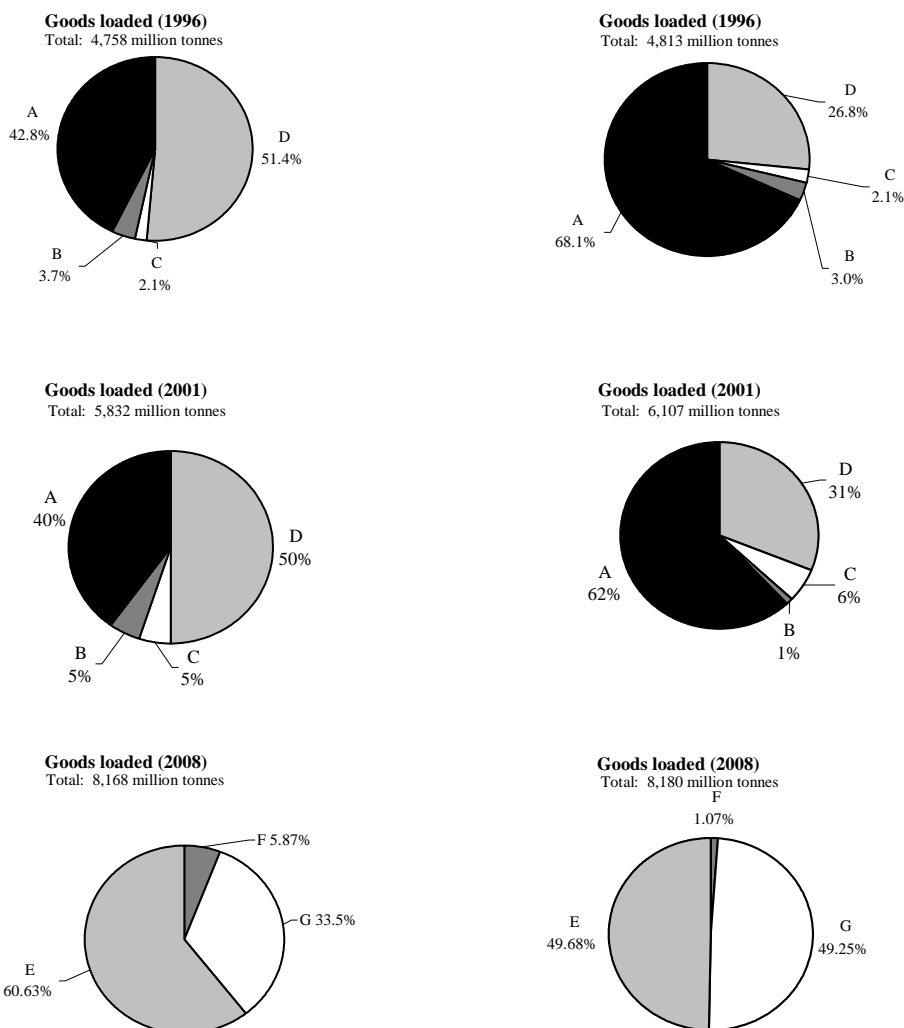 Goods loaded (1996)
Total: 4,758 million tonnes
A
42.8%
D
51.4%
B
3.7%
C
2.1%
Goods loaded (1996)
Total: 4,813 million tonnes
D
26.8%
C
2.1%
A
68.1%
B
3.0%
Goods loaded (2001)
Total: 5,832 million tonnes
A
40%
D
50%
B
5%
C
5%
Goods loaded (2001)
Total: 6,107 million tonnes
D
31%
A
62%
C
6%
B
1%
Goods loaded (2008)
Total: 8,168 million tonnes
F 5.87%
G 33.5%
E
60.63%
Goods loaded (2008)
Total: 8,180 million tonnes
F
1.07%
E
49.68%
G
49.25%